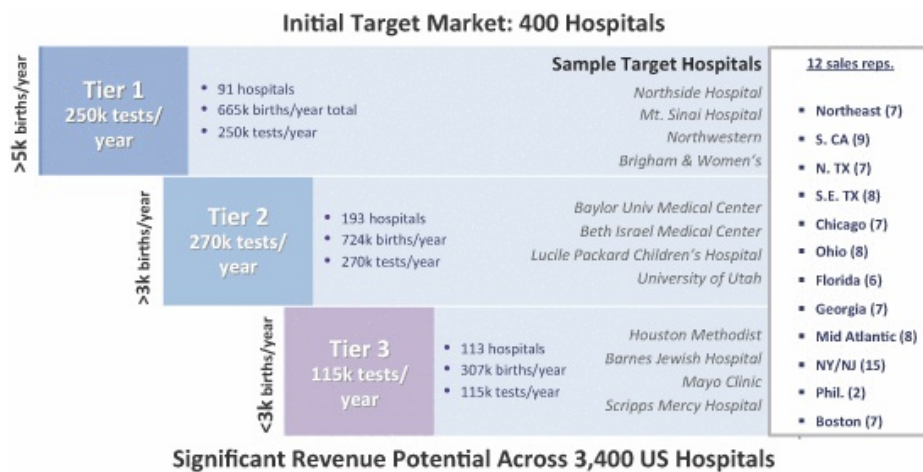 Initial Target Market: 400 Hospitals
>5k births/year
Tier 1
250k tests/
year
• 91 hospitals
• 665k births/year total
• 250k tests/year
Sample Target Hospitals
Northside Hospital
Mt. Sinai Hospital
Northwestern
Brigham & Women's
>3k births/year
Tier 2
270k tests/
year
• 193 hospitals
• 724k births/year
• 270k tests/year
Baylor Univ Medical Center
Beth Israel Medical Center
Lucile Packard Children's Hospital
University of Utah
<3k births/year
Tier 3
115k tests/
year
• 113 hospitals
• 307k births/year
• 115k tests/year
Houston Methodist
Barnes Jewish Hospital
Mayo Clinic
Scripps Mercy Hospital
12 sales reps.
• Northeast (7)
• S. CA (9)
• N. TX (7)
• S.E. TX (8)
• Chicago (7)
• Ohio (8)
• Florida (6)
• Georgia (7)
• Mid Atlantic (8)
• NY/NJ (15)
• Phil. (2)
• Boston (7)
Significant Revenue Potential Across 3,400 US Hospitals